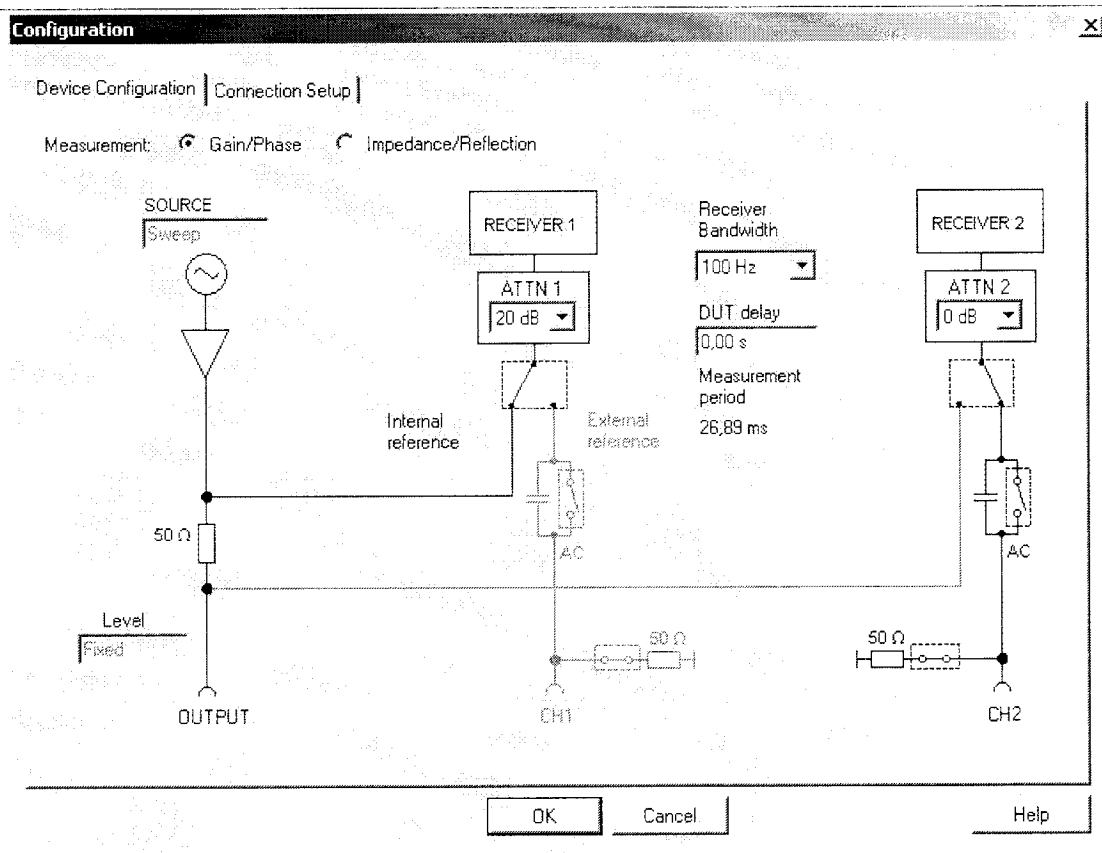 Configuration
Device Configuration
Connection Setup
Measurement:
Gain/Phase
Impedance/Reflection
SOURCE
Sweep
RECEIVER 1
ATTN 1
20 dB
Receiver
Bandwidth
100 Hz
DUT delay
0,00 s
Measurement
period
26,89 ms
RECEIVER 2
ATTN 2
0 dB
Internal
reference
External
reference
50 Ω
AC
AC
Level
Fixed
50 Ω
50 Ω
OUTPUT
CH1
CH2
OK
Cancel
Help